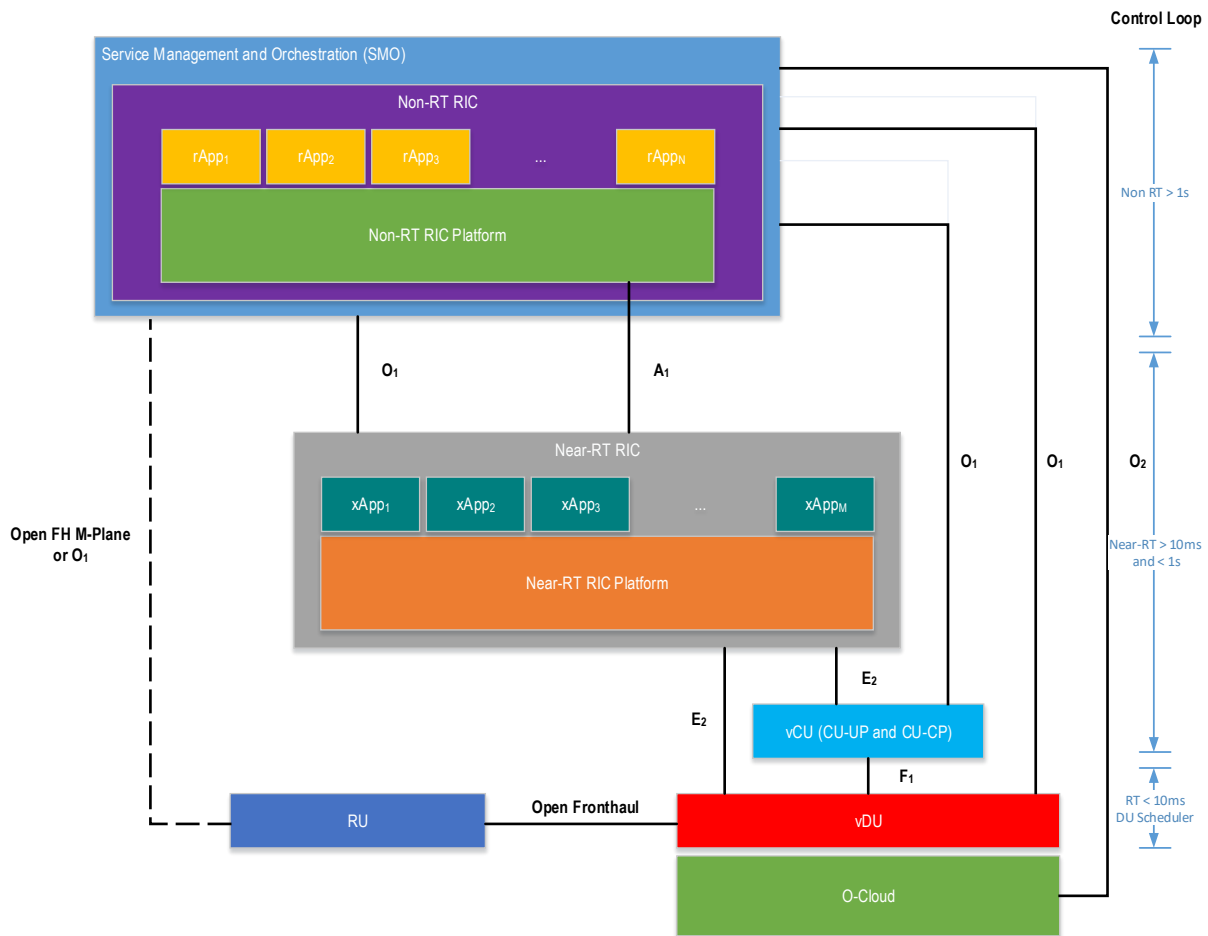 Control Loop
Service Management and Orchestration (SMO)
Non-RT RIC
rApp₁ rApp₂ rApp₃ ... rAppN
Non RT > 1s
Non-RT RIC Platform
O₁ A₁
Near-RT RIC
O₁ O₁ O₂
xApp₁ xApp₂ xApp₃ ... xAppM
Open FH M-Plane
or O₁
Near-RT > 10ms
and < 1s
Near-RT RIC Platform
E₂
E₂
vCU (CU-UP and CU-CP)
F₁
Open Fronthaul
RT < 10ms
DU Scheduler
RU
vDU
O-Cloud